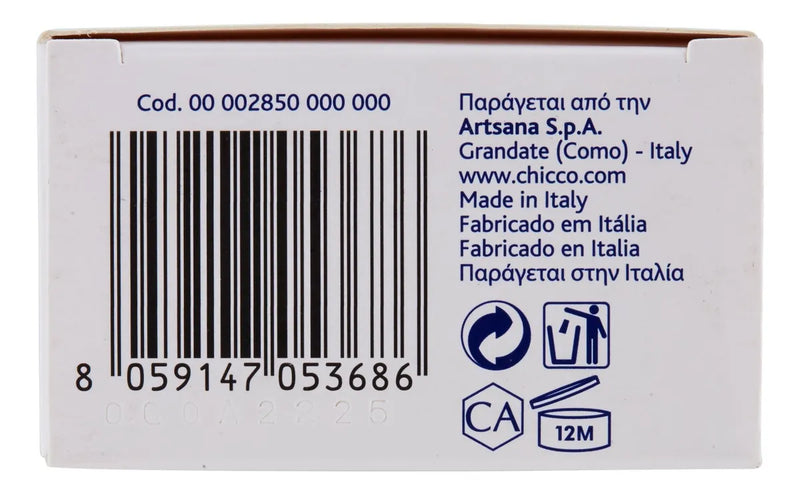 Cod. 00 002850 000 000
8 059147 053686
Παράγεται από την
Artsana S.p.A.
Grandate (Como) - Italy
www.chicco.com
Made in Italy
Fabricado em Itália
Fabricado en Italia
Παράγεται στην Ιταλία
CA
12M